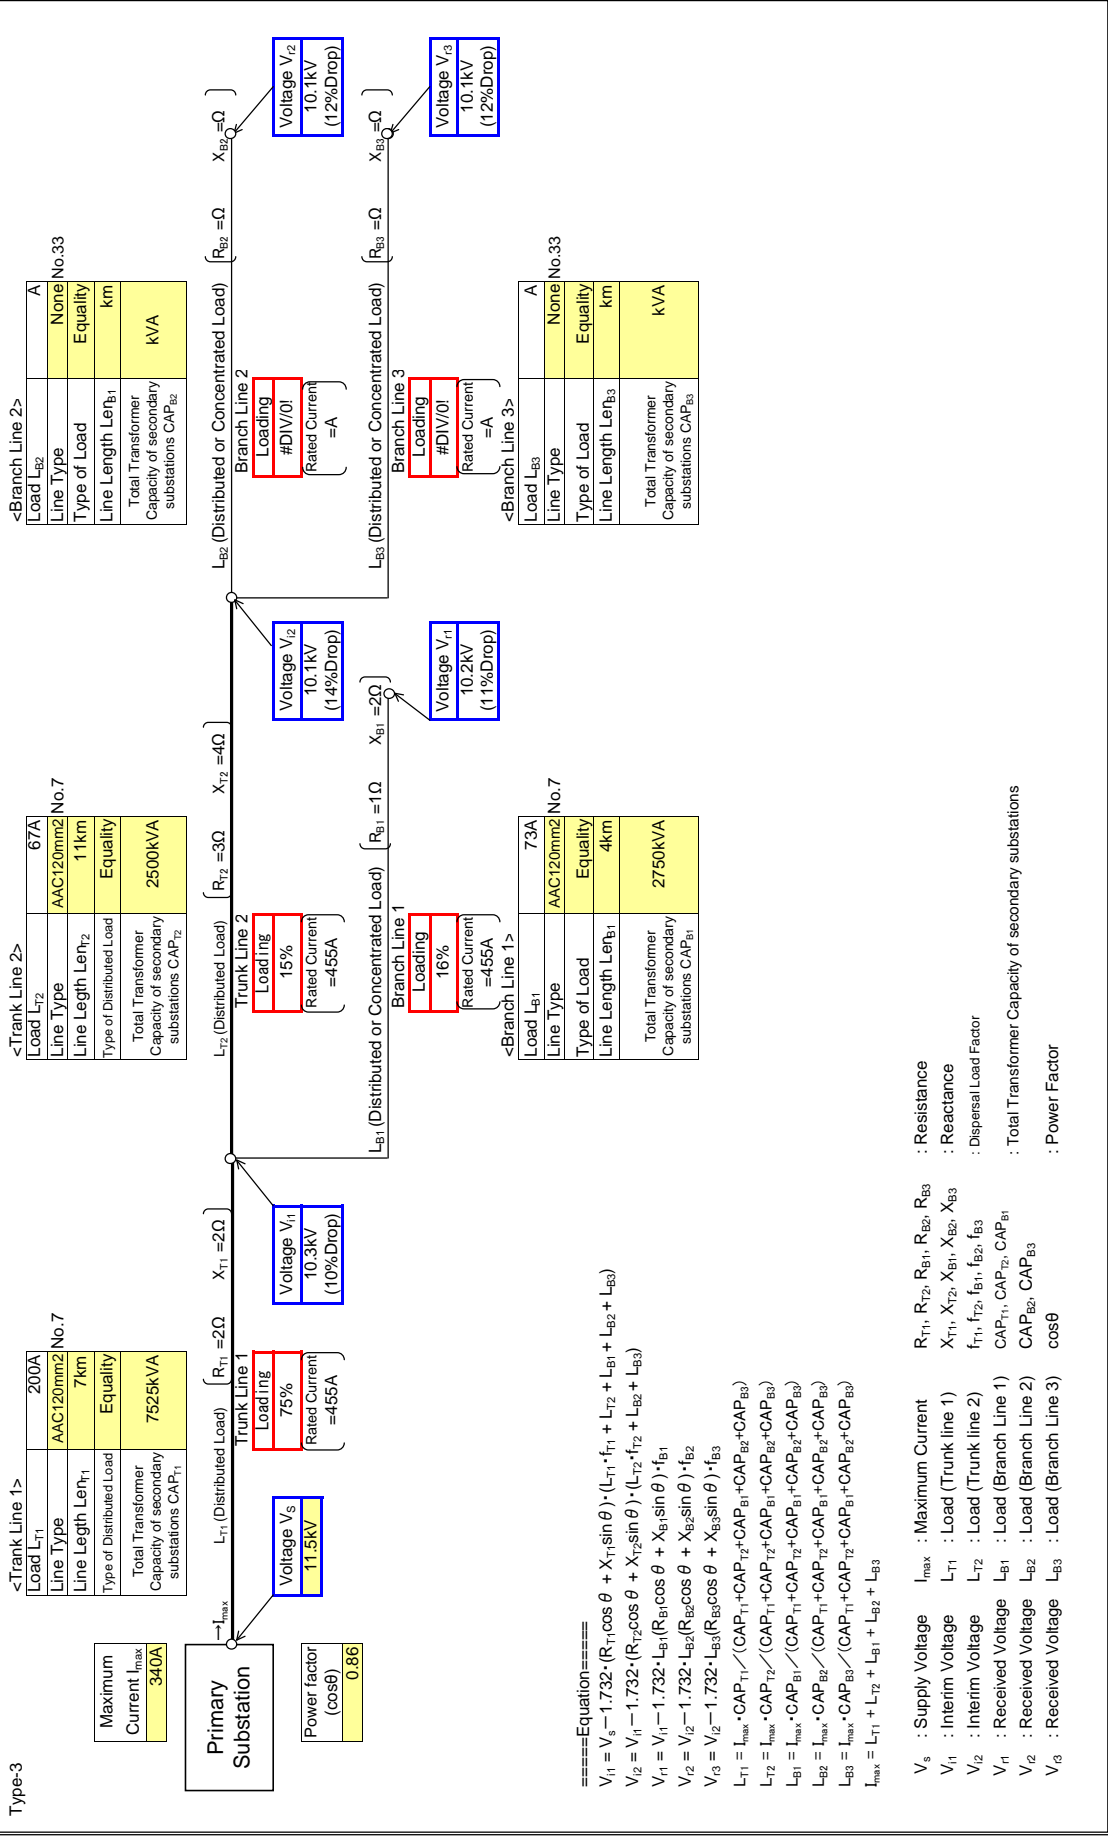 Type-3
Maximum
Current Imax
340A
Primary
Substation
→Imax
Power factor
(cosθ)
0.86
Voltage VS
11.5kV
<Trank Line 1>
Load LT1 200A
Line Type AAC120mm2 No.7
Line Length LenT1 7km
Type of Distributed Load Equality
Total Transformer
Capacity of secondary
substations CAPT1
7525kVA
LT1 (Distributed Load) RT1 =2Ω XT1 =2Ω
Trunk Line 1
Loading
75%
Rated Current
=455A
Voltage Vi1
10.3kV
(10%Drop)
<Trank Line 2>
Load LT2 67A
Line Type AAC120mm2 No.7
Line Legth LenT2 11km
Type of Distributed Load Equality
Total Transformer
Capacity of secondary
substations CAPT2
2500kVA
LT2 (Distributed Load) RT2 =3Ω XT2 =4Ω
Trunk Line 2
Loading
15%
Rated Current
=455A
Voltage Vi2
10.1kV
(14%Drop)
LB1 (Distributed or Concentrated Load) RB1 =1Ω XB1 =2Ω
Branch Line 1
Loading
16%
Rated Current
=455A
Voltage Vr1
10.2kV
(11%Drop)
<Branch Line 1>
Load LB1 73A
Line Type AAC120mm2 No.7
Type of Load Equality
Line Length LenB1 4km
Total Transformer
Capacity of secondary
substations CAPB1
2750kVA
<Branch Line 2>
Load LB2 A
Line Type None No.33
Type of Load Equality
Line Length LenB1 km
Total Transformer
Capacity of secondary
substations CAPB2
kVA
LB2 (Distributed or Concentrated Load) RB2 =Ω XB2 =Ω
Branch Line 2
Loading
#DIV/0!
Rated Current
=A
Voltage Vr2
10.1kV
(12%Drop)
LB3 (Distributed or Concentrated Load) RB3 =Ω XB3 =Ω
Branch Line 3
Loading
#DIV/0!
Rated Current
=A
Voltage Vr3
10.1kV
(12%Drop)
<Branch Line 3>
Load LB3 A
Line Type None No.33
Type of Load Equality
Line Length LenB3 km
Total Transformer
Capacity of secondary
substations CAPB3
kVA
=====Equation=====
Vi1 = Vs－1.732・(RT1cos θ + XT1sin θ)・(LT1・fT1 + LT2 + LB1 + LB2 + LB3)
Vi2 = Vi1－1.732・(RT2cos θ + XT2sin θ)・(LT2・fT2 + LB2 + LB3)
Vr1 = Vi1－1.732・LB1(RB1cos θ + XB1sin θ)・fB1
Vr2 = Vi2－1.732・LB2(RB2cos θ + XB2sin θ)・fB2
Vr3 = Vi2－1.732・LB3(RB3cos θ + XB3sin θ)・fB3
LT1 = Imax・CAPT1／(CAPT1+CAPT2+CAPB1+CAPB2+CAPB3)
LT2 = Imax・CAPT2／(CAPT1+CAPT2+CAPB1+CAPB2+CAPB3)
LB1 = Imax・CAPB1／(CAPT1+CAPT2+CAPB1+CAPB2+CAPB3)
LB2 = Imax・CAPB2／(CAPT1+CAPT2+CAPB1+CAPB2+CAPB3)
LB3 = Imax・CAPB3／(CAPT1+CAPT2+CAPB1+CAPB2+CAPB3)
Imax = LT1 + LT2 + LB1 + LB2 + LB3
Vs : Supply Voltage Imax : Maximum Current RT1, RT2, RB1, RB2, RB3 : Resistance
Vi1 : Interim Voltage LT1 : Load (Trunk line 1) XT1, XT2, XB1, XB2, XB3 : Reactance
Vi2 : Interim Voltage LT2 : Load (Trunk line 2) fT1, fT2, fB1, fB2, fB3 : Dispersal Load Factor
Vr1 : Received Voltage LB1 : Load (Branch Line 1) CAPT1, CAPT2, CAPB1 : Total Transformer Capacity of secondary substations
Vr2 : Received Voltage LB2 : Load (Branch Line 2) CAPB2, CAPB3
Vr3 : Received Voltage LB3 : Load (Branch Line 3) cosθ : Power Factor